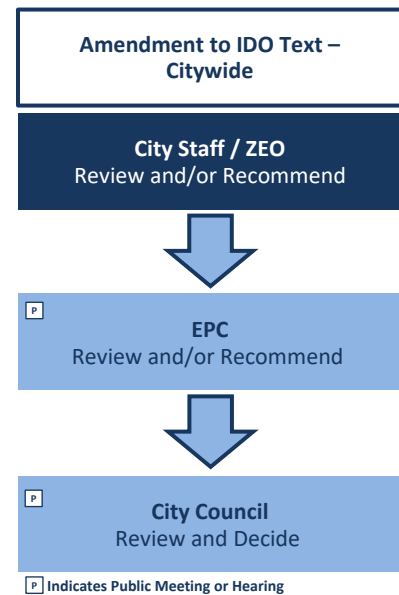 Amendment to IDO Text –
Citywide
City Staff / ZEO
Review and/or Recommend
P
EPC
Review and/or Recommend
P
City Council
Review and Decide
P Indicates Public Meeting or Hearing